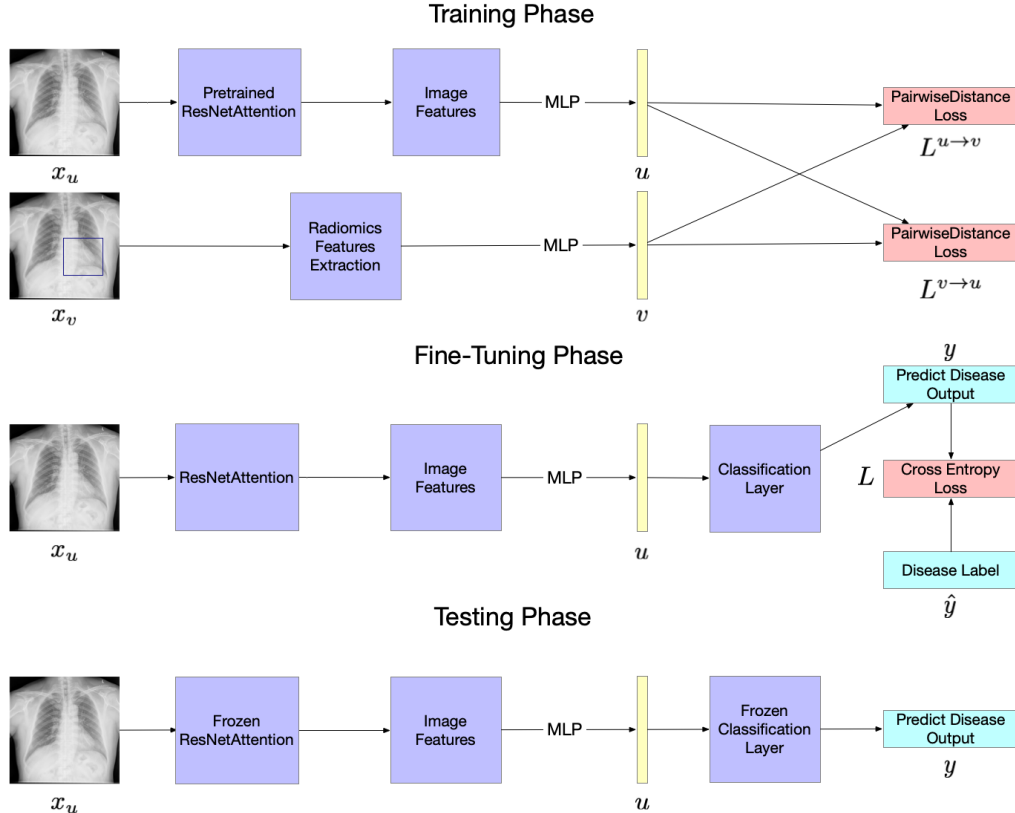 Training Phase
Pretrained
ResNetAttention
Image
Features
MLP
PairwiseDistance
Loss
x_u
u
L^{u→v}
Radiomics
Features
Extraction
MLP
PairwiseDistance
Loss
x_v
v
L^{v→u}
Fine-Tuning Phase
y
Predict Disease
Output
ResNetAttention
Image
Features
MLP
Classification
Layer
L
Cross Entropy
Loss
x_u
u
Disease Label
ŷ
Testing Phase
Frozen
ResNetAttention
Image
Features
MLP
Frozen
Classification
Layer
Predict Disease
Output
x_u
u
y